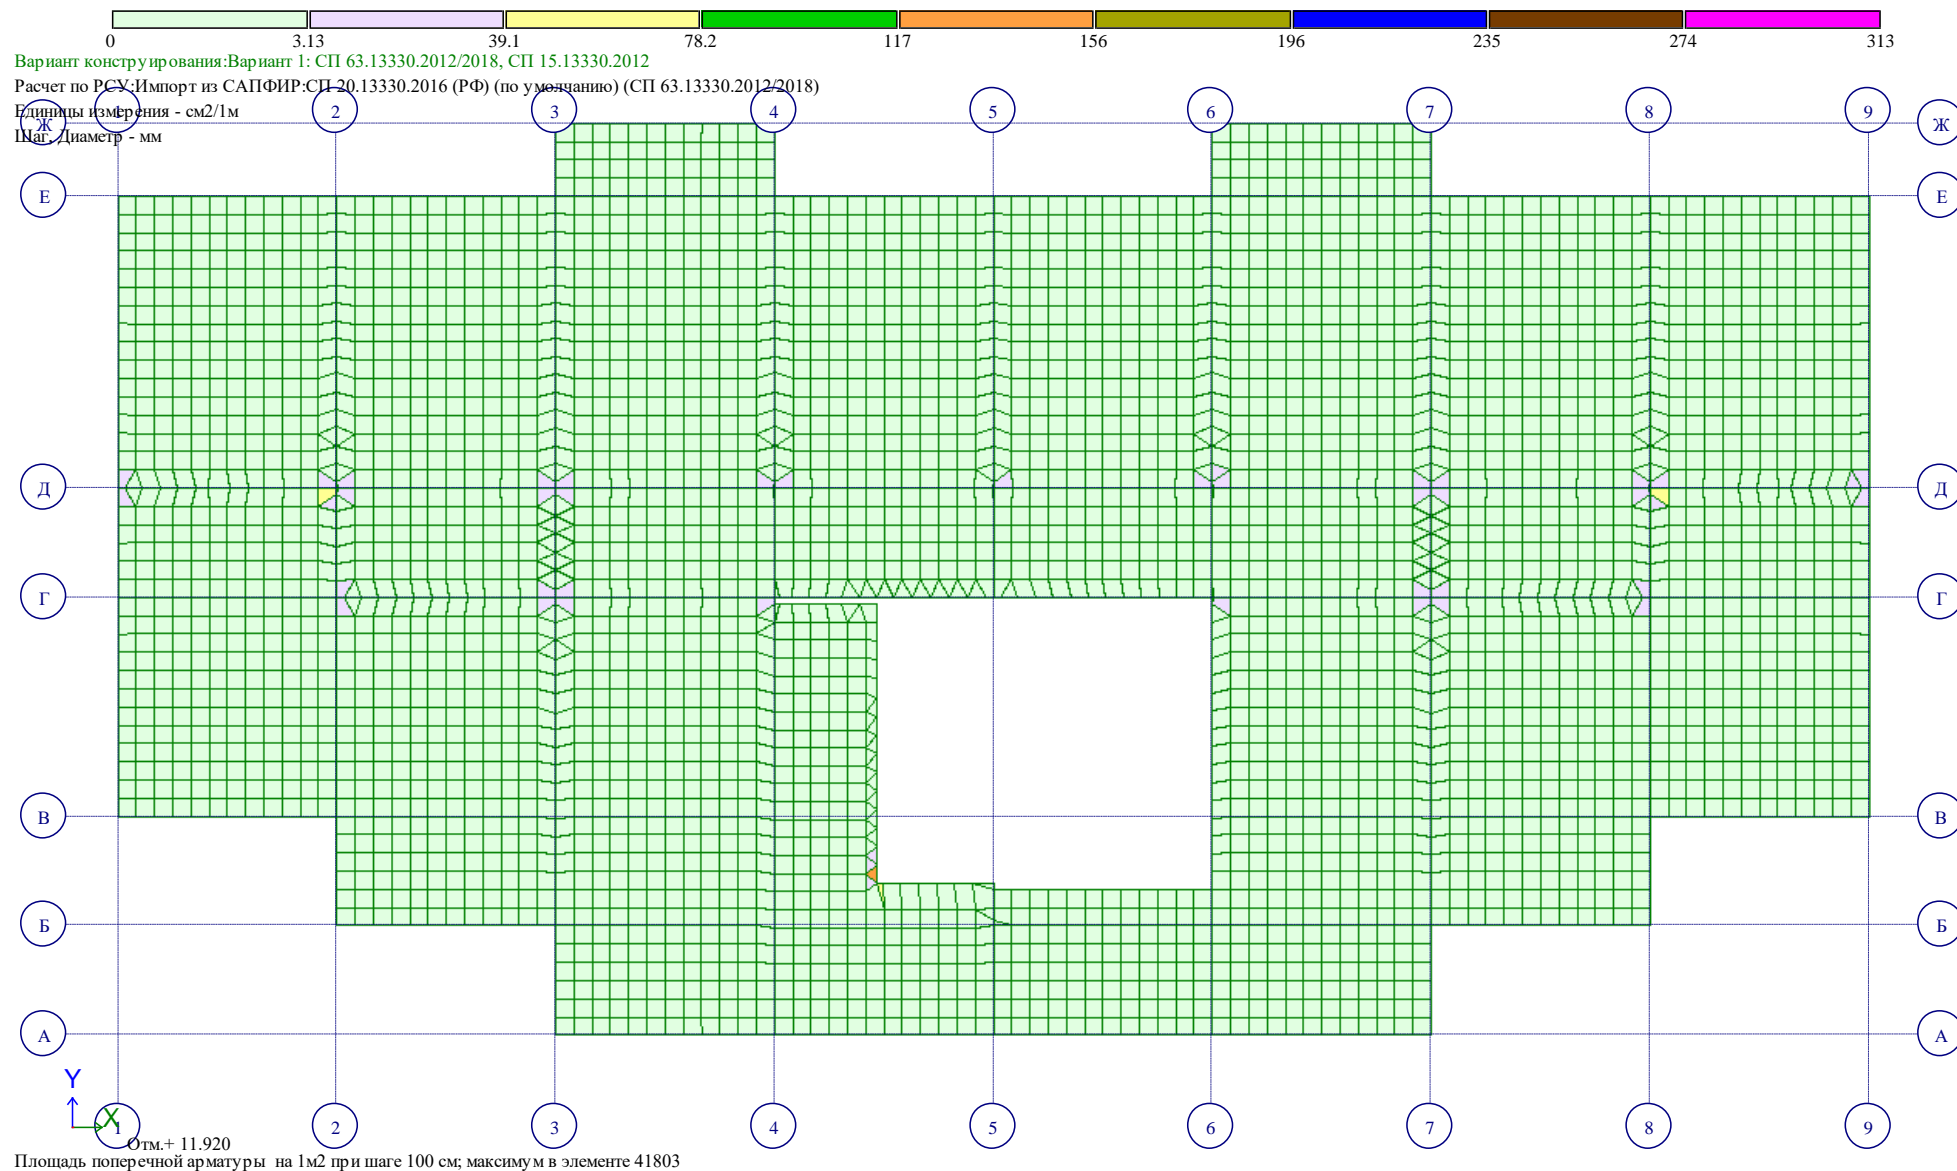 0 3.13 39.1 78.2 117 156 196 235 274 313
Вариант конструирования:Вариант 1: СП 63.13330.2012/2018, СП 15.13330.2012
Расчет по РСУ:Импорт из САПФИР:СП 20.13330.2016 (РФ) (по умолчанию) (СП 63.13330.2012/2018)
Единицы измерения - см2/1м
Шаг, Диаметр - мм
1 2 3 4 5 6 7 8 9
Ж Ж
Е Е
Д Д
Г Г
В В
Б Б
А А
Y
X
1 2 3 4 5 6 7 8 9
Отм.+ 11.920
Площадь поперечной арматуры на 1м2 при шаге 100 см; максимум в элементе 41803